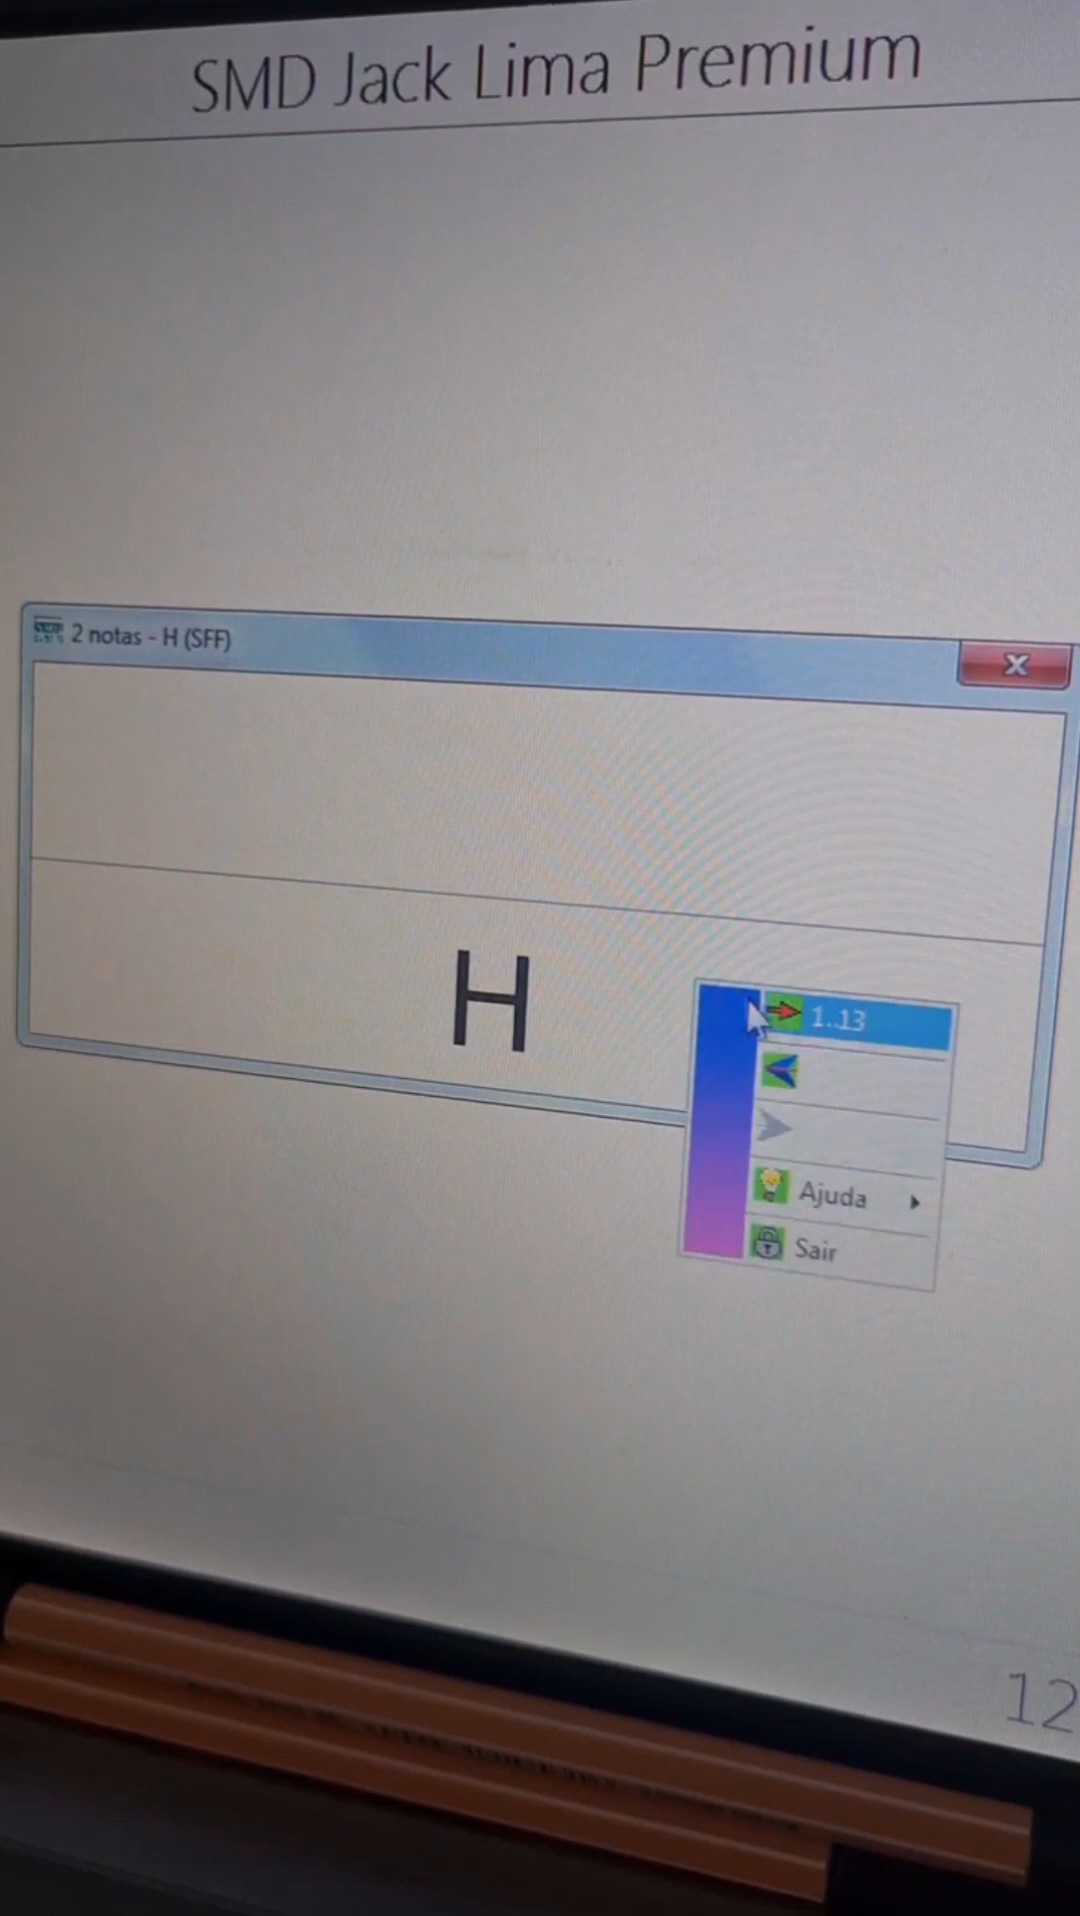 SMD Jack Lima Premium
2 notas - H (SFF)
H
1..13
Ajuda
Sair
12